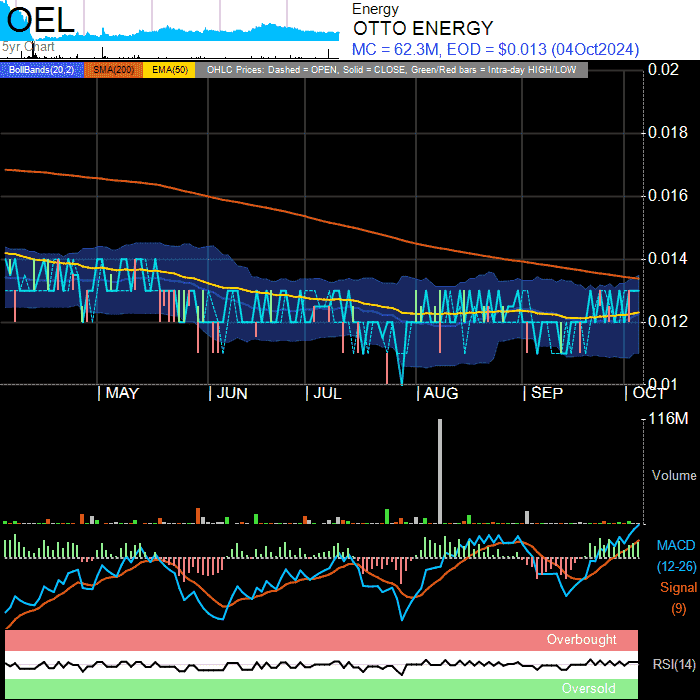 OEL
5yr Chart
Energy
OTTO ENERGY
MC = 62.3M, EOD = $0.013 (04Oct2024)
BollBands(20,2) SMA(200) EMA(50) OHLC Prices: Dashed = OPEN, Solid = CLOSE, Green/Red bars = Intra-day HIGH/LOW
0.02
0.018
0.016
0.014
0.012
0.01
MAY JUN JUL AUG SEP OCT
116M
Volume
MACD
(12-26)
Signal
(9)
Overbought
RSI(14)
Oversold